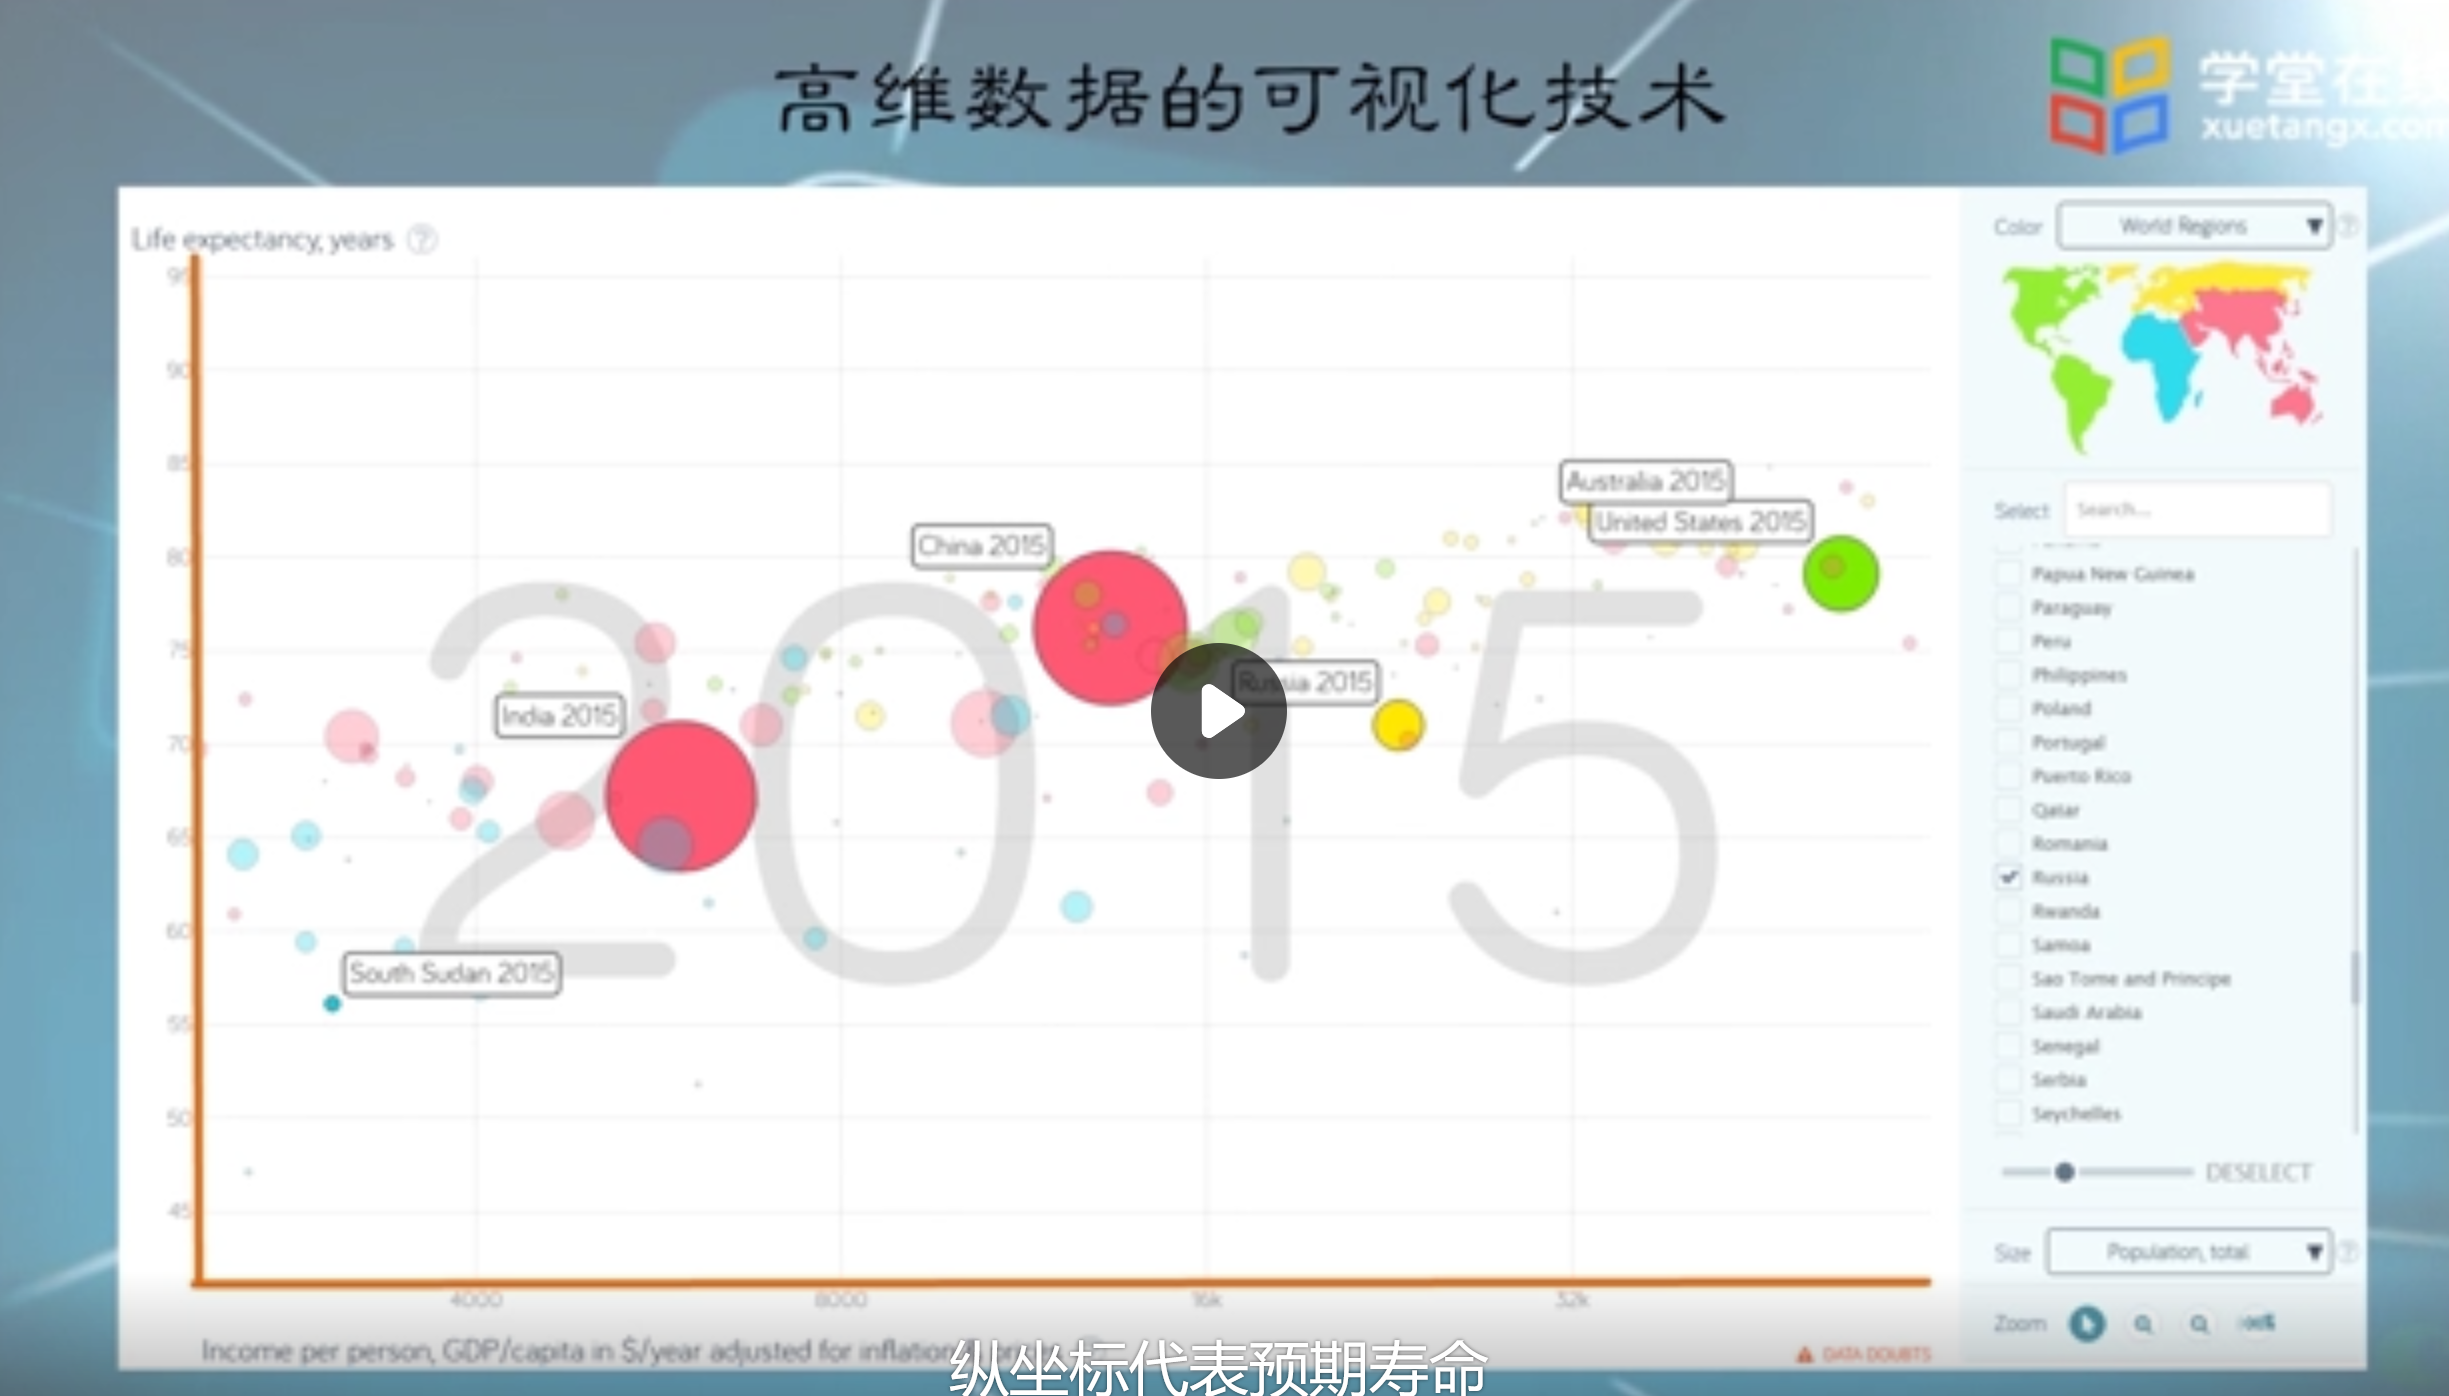 高维数据的可视化技术
学堂在线
xuetangx.com
Life expectancy, years ?
95
90
85
80
75
70
65
60
55
50
45
2015
Australia 2015
United States 2015
China 2015
Russia 2015
India 2015
South Sudan 2015
4000
8000
16k
32k
Income per person, GDP/capita in $/year adjusted for inflation
DATA DOUBTS
纵坐标代表预期寿命
Color World Regions ▼ ?
Select Search...
Papua New Guinea
Paraguay
Peru
Philippines
Poland
Portugal
Puerto Rico
Qatar
Romania
Russia
Rwanda
Samoa
Sao Tome and Principe
Saudi Arabia
Senegal
Serbia
Seychelles
DESELECT
Size Population, total ▼ ?
Zoom